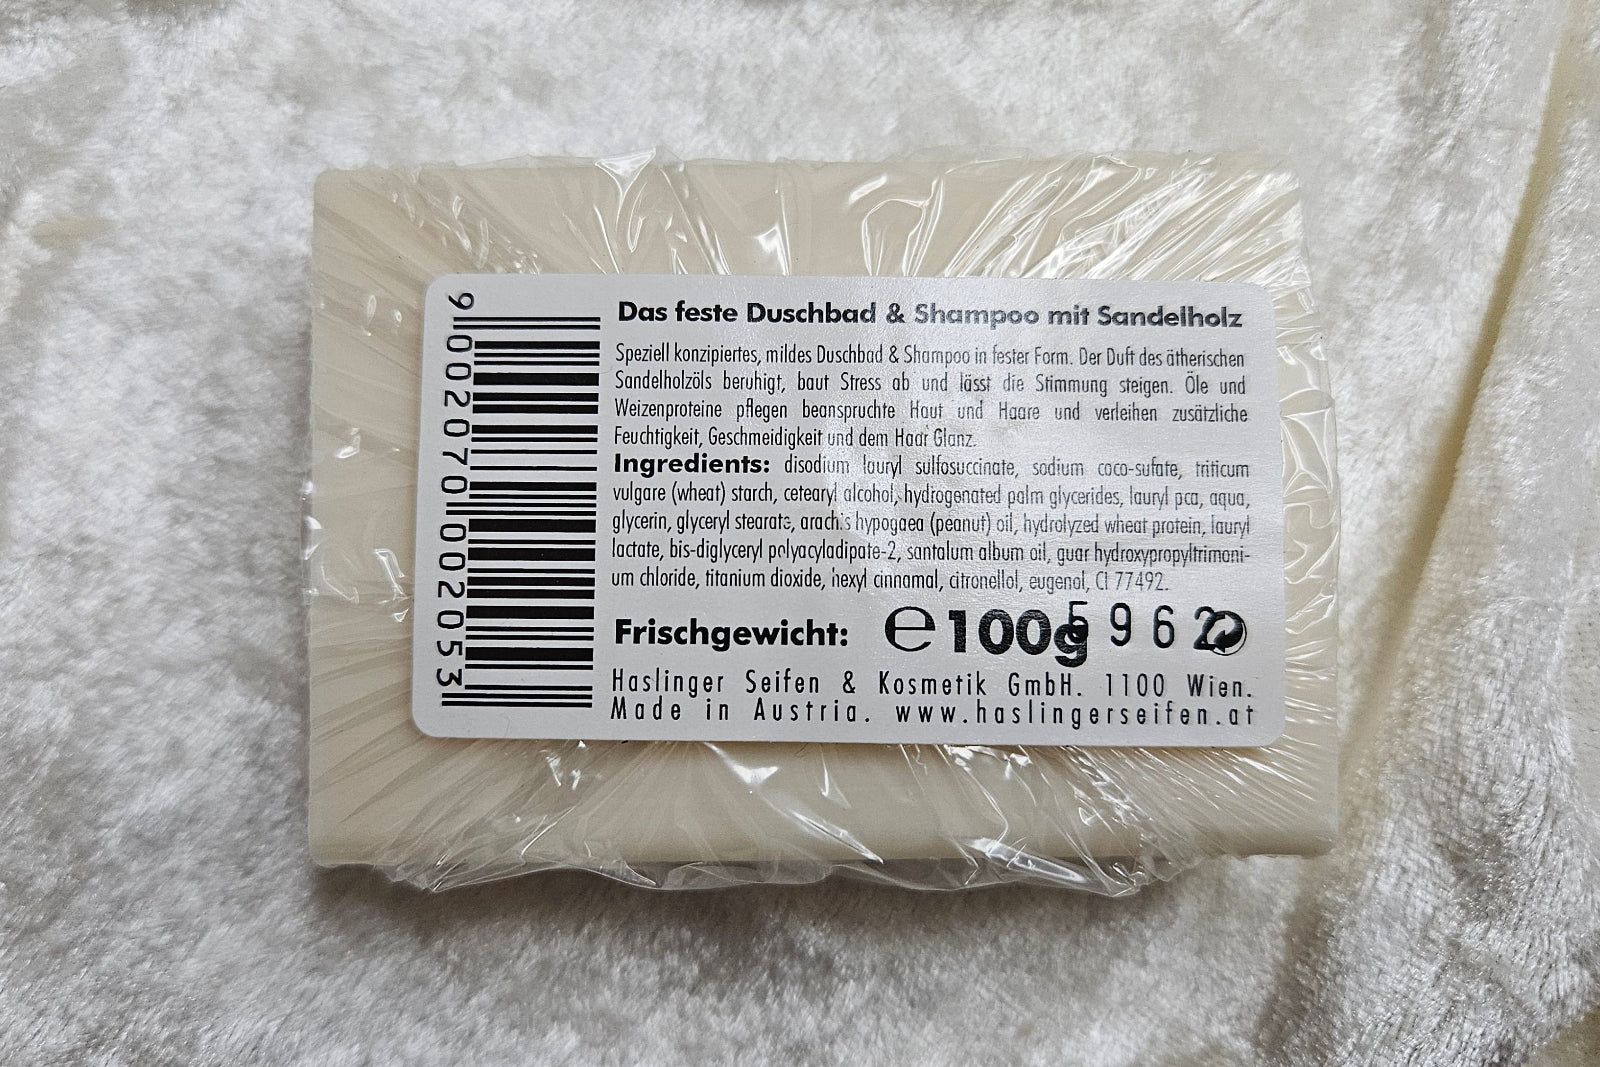 9 002070 002053
Das feste Duschbad & Shampoo mit Sandelholz
Speziell konzipiertes, mildes Duschbad & Shampoo in fester Form. Der Duft des ätherischen
Sandelholzöls beruhigt, baut Stress ab und lässt die Stimmung steigen. Öle und
Weizenproteine pflegen beanspruchte Haut und Haare und verleihen zusätzliche
Feuchtigkeit, Geschmeidigkeit und dem Haar Glanz.
Ingredients: disodium lauryl sulfosuccinate, sodium coco-sufate, triticum
vulgare (wheat) starch, cetearyl alcohol, hydrogenated palm glycerides, lauryl pca, aqua,
glycerin, glyceryl stearate, arachis hypogaea (peanut) oil, hydrolyzed wheat protein, lauryl
lactate, bis-diglyceryl polyacyladipate-2, santalum album oil, guar hydroxypropyltrimoni-
um chloride, titanium dioxide, hexyl cinnamal, citronellol, eugenol, CI 77492.
Frischgewicht: ℮ 100g 5962
Haslinger Seifen & Kosmetik GmbH. 1100 Wien.
Made in Austria. www.haslingerseifen.at